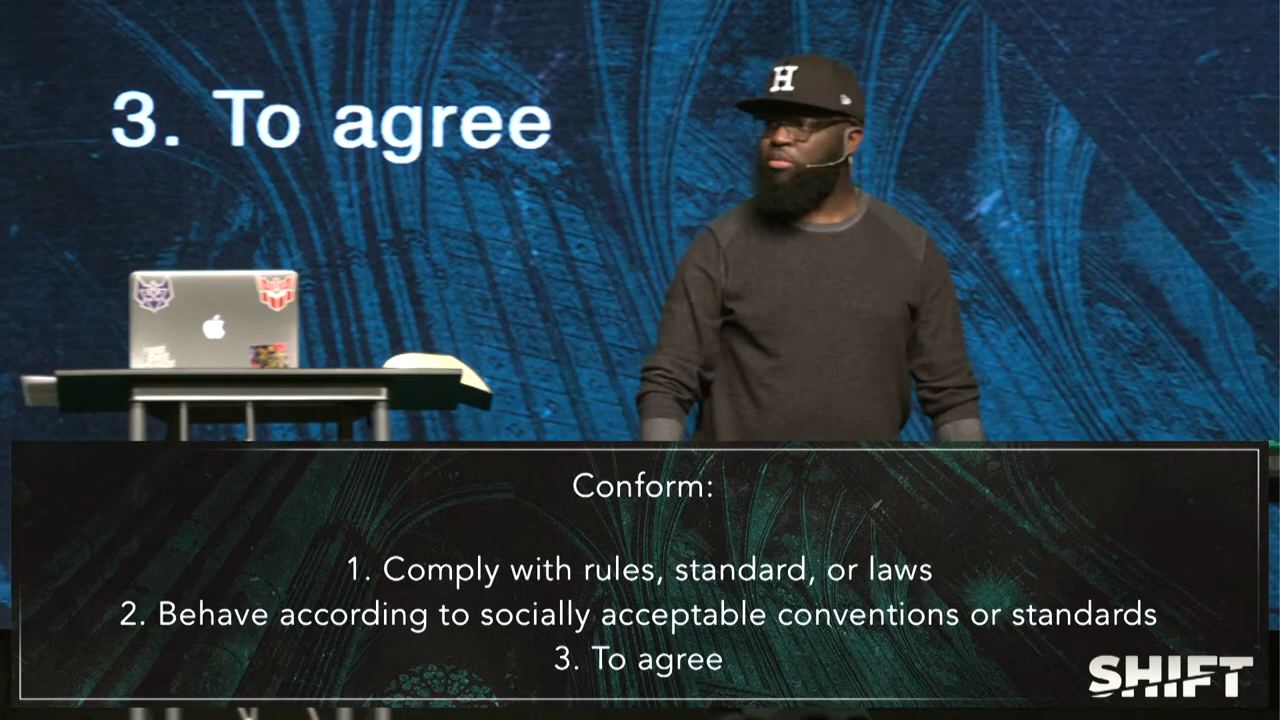 3. To agree
H
Conform:
1. Comply with rules, standard, or laws
2. Behave according to socially acceptable conventions or standards
3. To agree
SHIFT